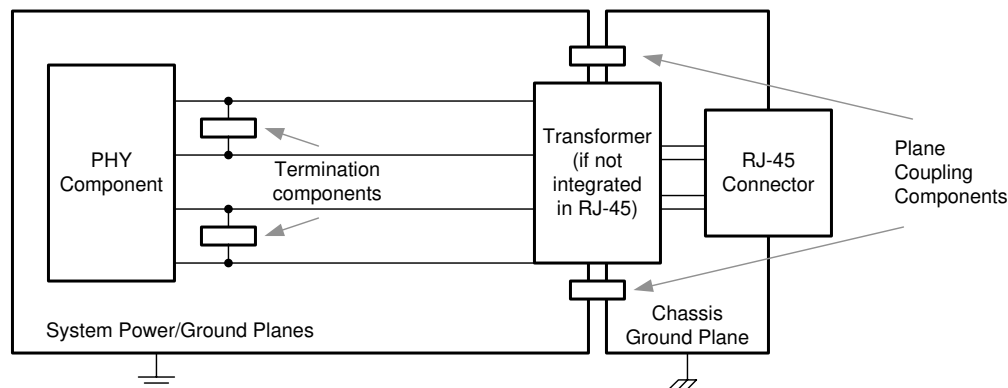 PHY
Component
Termination
components
Transformer
(if not
integrated
in RJ-45)
RJ-45
Connector
Plane
Coupling
Components
System Power/Ground Planes
Chassis
Ground Plane